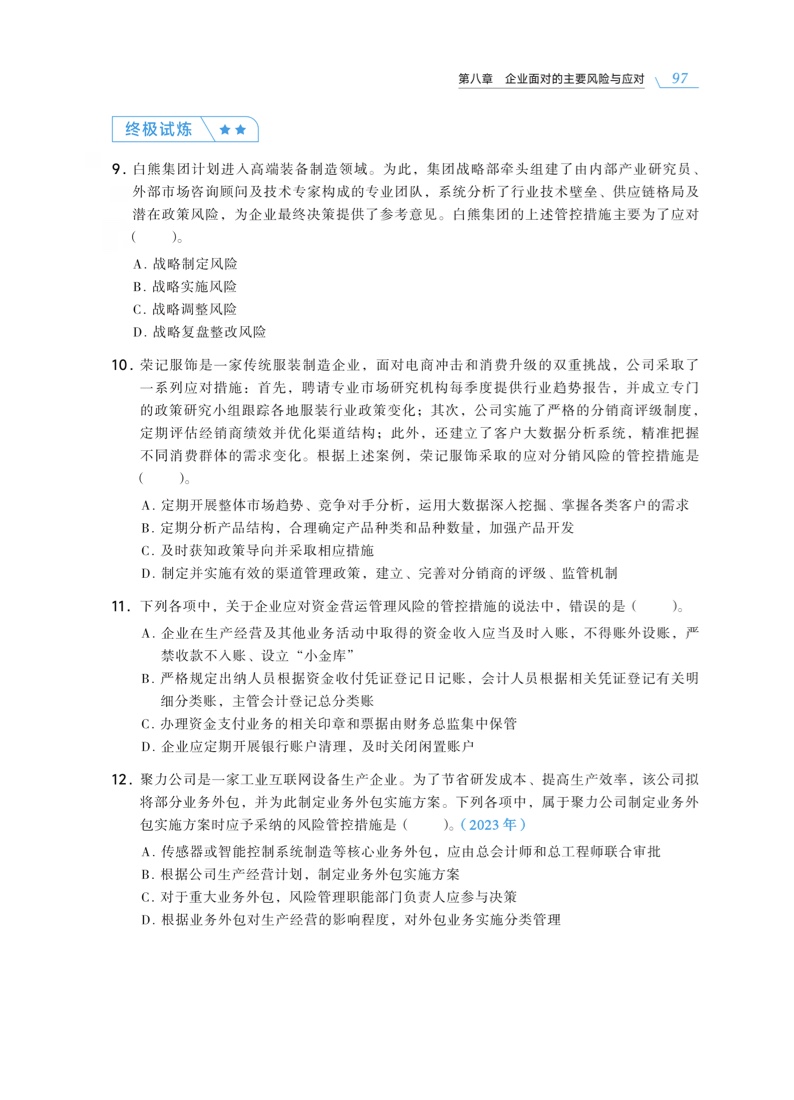 第八章 企业面对的主要风险与应对 97
终极试炼 ★★
9. 白熊集团计划进入高端装备制造领域。为此，集团战略部牵头组建了由内部产业研究员、
外部市场咨询顾问及技术专家构成的专业团队，系统分析了行业技术壁垒、供应链格局及
潜在政策风险，为企业最终决策提供了参考意见。白熊集团的上述管控措施主要为了应对
（ ）。
A. 战略制定风险
B. 战略实施风险
C. 战略调整风险
D. 战略复盘整改风险
10. 荣记服饰是一家传统服装制造企业，面对电商冲击和消费升级的双重挑战，公司采取了
一系列应对措施：首先，聘请专业市场研究机构每季度提供行业趋势报告，并成立专门
的政策研究小组跟踪各地服装行业政策变化；其次，公司实施了严格的分销商评级制度，
定期评估经销商绩效并优化渠道结构；此外，还建立了客户大数据分析系统，精准把握
不同消费群体的需求变化。根据上述案例，荣记服饰采取的应对分销风险的管控措施是
（ ）。
A. 定期开展整体市场趋势、竞争对手分析，运用大数据深入挖掘、掌握各类客户的需求
B. 定期分析产品结构，合理确定产品种类和品种数量，加强产品开发
C. 及时获知政策导向并采取相应措施
D. 制定并实施有效的渠道管理政策，建立、完善对分销商的评级、监管机制
11. 下列各项中，关于企业应对资金营运管理风险的管控措施的说法中，错误的是（ ）。
A. 企业在生产经营及其他业务活动中取得的资金收入应当及时入账，不得账外设账，严
禁收款不入账、设立“小金库”
B. 严格规定出纳人员根据资金收付凭证登记日记账，会计人员根据相关凭证登记有关明
细分类账，主管会计登记总分类账
C. 办理资金支付业务的相关印章和票据由财务总监集中保管
D. 企业应定期开展银行账户清理，及时关闭闲置账户
12. 聚力公司是一家工业互联网设备生产企业。为了节省研发成本、提高生产效率，该公司拟
将部分业务外包，并为此制定业务外包实施方案。下列各项中，属于聚力公司制定业务外
包实施方案时应予采纳的风险管控措施是（ ）。（2023 年）
A. 传感器或智能控制系统制造等核心业务外包，应由总会计师和总工程师联合审批
B. 根据公司生产经营计划，制定业务外包实施方案
C. 对于重大业务外包，风险管理职能部门负责人应参与决策
D. 根据业务外包对生产经营的影响程度，对外包业务实施分类管理